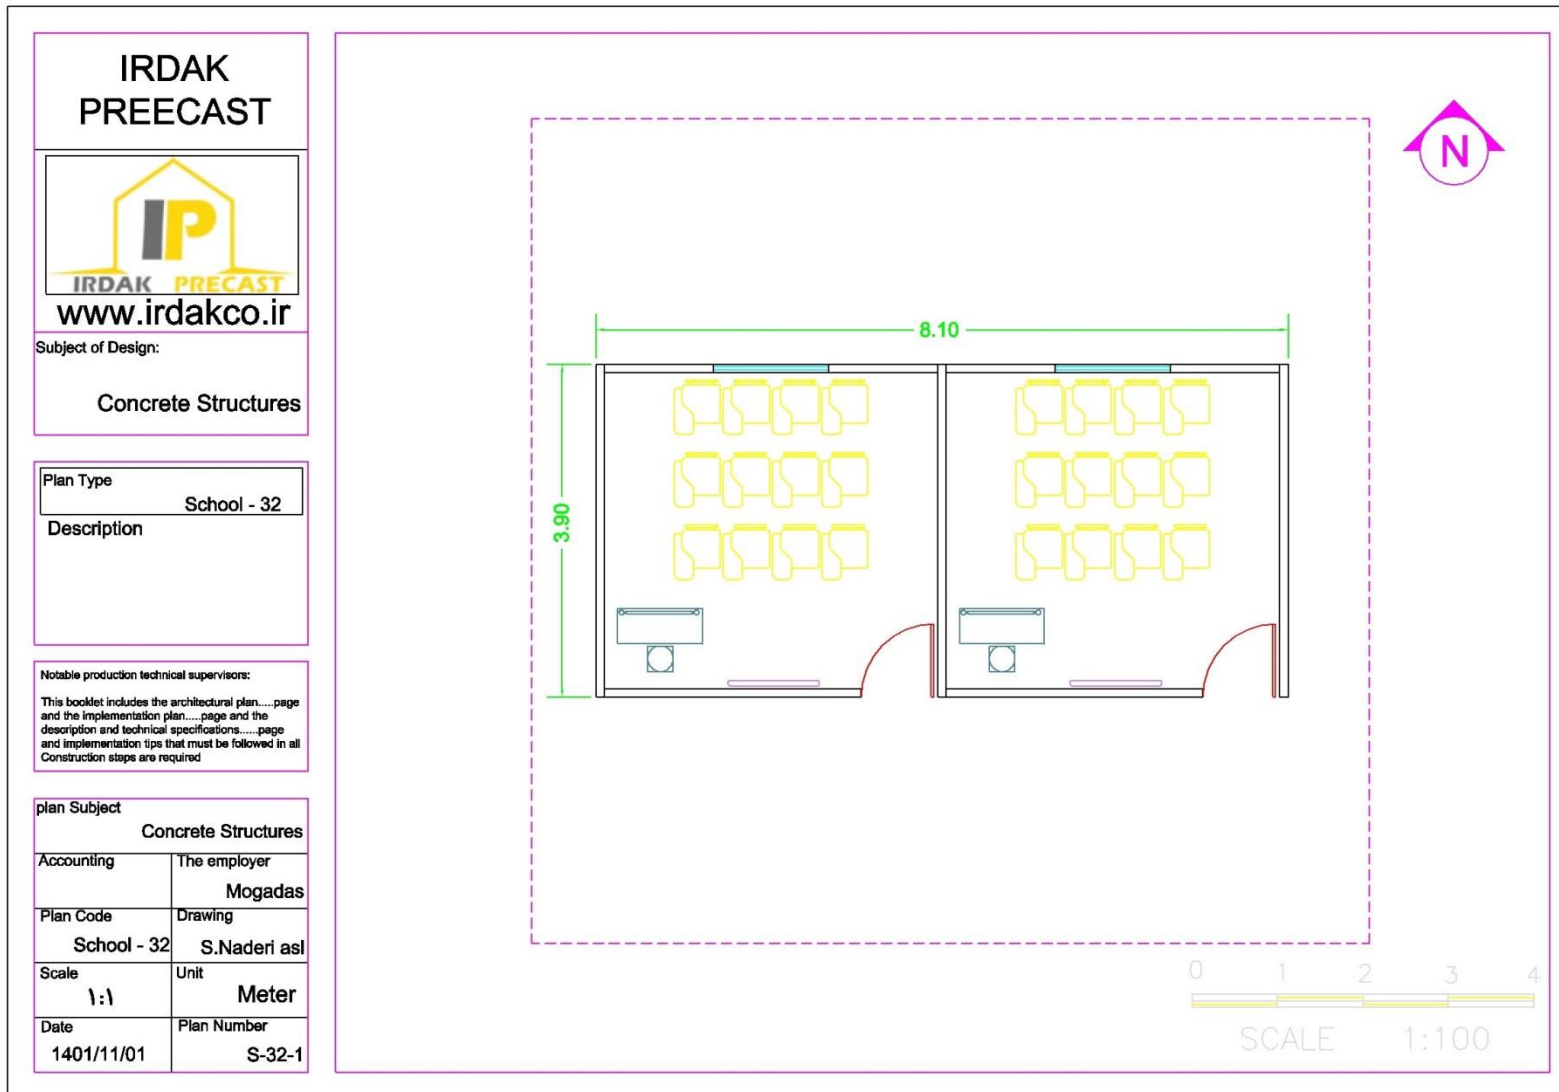 IRDAK
PREECAST
IP
IRDAK PRECAST
www.irdakco.ir
Subject of Design:
Concrete Structures
Plan Type
School - 32
Description
Notable production technical supervisors:
This booklet includes the architectural plan.....page
and the implementation plan.....page and the
description and technical specifications.....page
and implementation tips that must be followed in all
Construction steps are required
plan Subject
Concrete Structures
Accounting
The employer
Mogadas
Plan Code
School - 32
Drawing
S.Naderi asl
Scale
۱:۱
Unit
Meter
Date
1401/11/01
Plan Number
S-32-1
N
8.10
3.90
0 1 2 3 4
SCALE 1:100